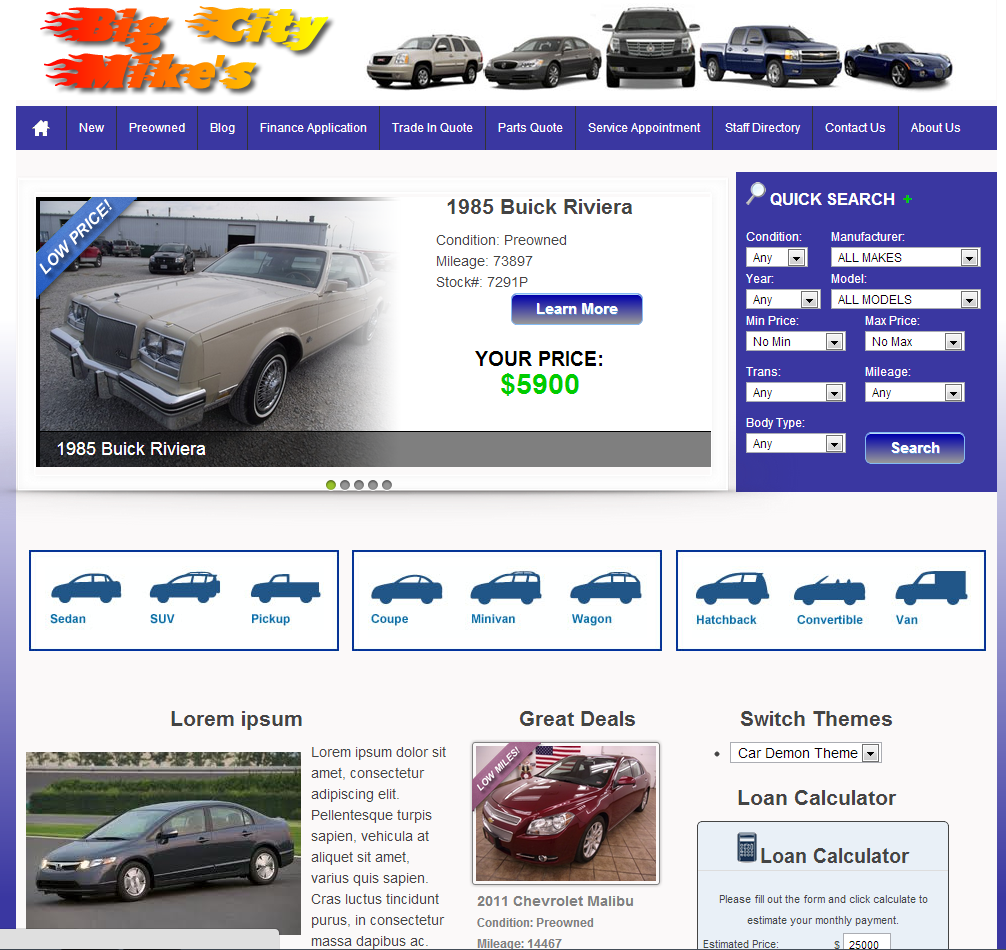 Big City
Mike's
New Preowned Blog Finance Application Trade In Quote Parts Quote Service Appointment Staff Directory Contact Us About Us
LOW PRICE!
1985 Buick Riviera
Condition: Preowned
Mileage: 73897
Stock#: 7291P
Learn More
YOUR PRICE:
$5900
1985 Buick Riviera
QUICK SEARCH +
Condition: Manufacturer:
Any ALL MAKES
Year: Model:
Any ALL MODELS
Min Price: Max Price:
No Min No Max
Trans: Mileage:
Any Any
Body Type:
Any Search
Sedan SUV Pickup
Coupe Minivan Wagon
Hatchback Convertible Van
Lorem ipsum
Lorem ipsum dolor sit
amet, consectetur
adipiscing elit.
Pellentesque turpis
sapien, vehicula at
aliquet sit amet,
varius quis sapien.
Cras luctus tincidunt
purus, in consectetur
massa dapibus ac.
Great Deals
LOW MILES!
2011 Chevrolet Malibu
Condition: Preowned
Mileage: 14467
Switch Themes
Car Demon Theme
Loan Calculator
Loan Calculator
Please fill out the form and click calculate to
estimate your monthly payment.
Estimated Price: $ 25000